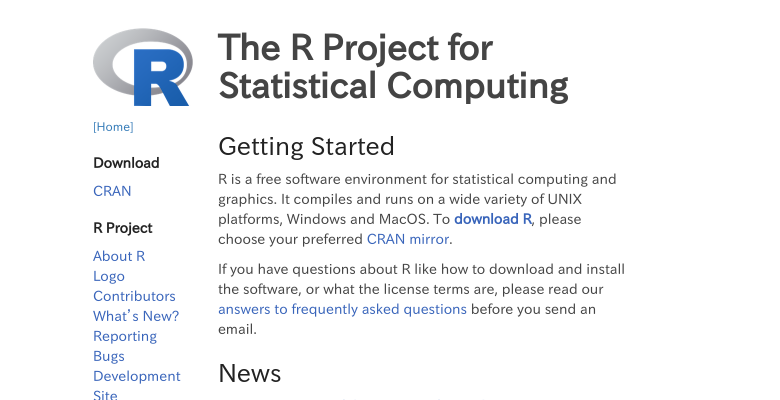 R
The R Project for
Statistical Computing
[Home]
Download
CRAN
R Project
About R
Logo
Contributors
What's New?
Reporting
Bugs
Development
Site
Getting Started
R is a free software environment for statistical computing and
graphics. It compiles and runs on a wide variety of UNIX
platforms, Windows and MacOS. To download R, please
choose your preferred CRAN mirror.
If you have questions about R like how to download and install
the software, or what the license terms are, please read our
answers to frequently asked questions before you send an
email.
News